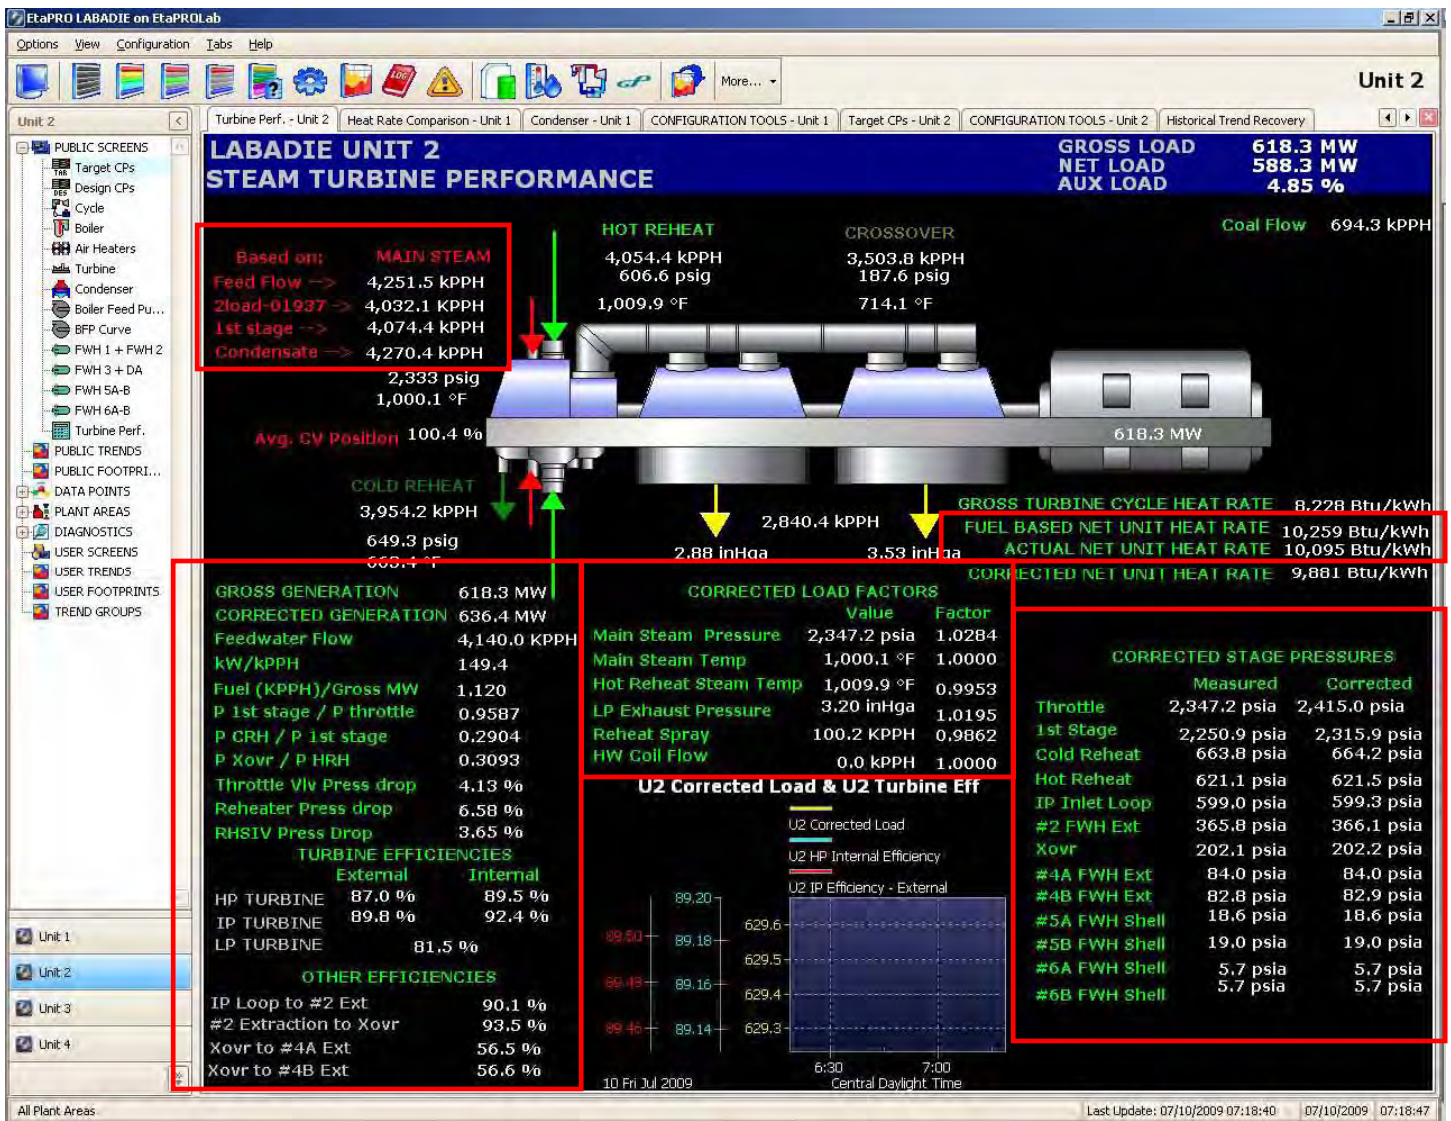 EtaPRO LABADIE on EtaPROLab
Options View Configuration Tabs Help
LOG
GP
More...
Unit 2
Unit 2
Turbine Perf. - Unit 2
Heat Rate Comparison - Unit 1
Condenser - Unit 1
CONFIGURATION TOOLS - Unit 1
Target CPs - Unit 2
CONFIGURATION TOOLS - Unit 2
Historical Trend Recovery
PUBLIC SCREENS
TAB Target CPs
DES Design CPs
Cycle
Boiler
Air Heaters
Turbine
Condenser
Boiler Feed Pu...
BFP Curve
FWH 1 + FWH 2
FWH 3 + DA
FWH 5A-B
FWH 6A-B
Turbine Perf.
PUBLIC TRENDS
PUBLIC FOOTPRI...
DATA POINTS
PLANT AREAS
DIAGNOSTICS
USER SCREENS
USER TRENDS
USER FOOTPRINTS
TREND GROUPS
Unit 1
Unit 2
Unit 3
Unit 4
LABADIE UNIT 2
STEAM TURBINE PERFORMANCE
GROSS LOAD 618.3 MW
NET LOAD 588.3 MW
AUX LOAD 4.85 %
Coal Flow 694.3 kPPH
Based on: MAIN STEAM
Feed Flow --> 4,251.5 kPPH
2load-01937 -> 4,032.1 KPPH
1st stage --> 4,074.4 kPPH
Condensate --> 4,270.4 kPPH
2,333 psig
1,000.1 °F
Avg. CV Position 100.4 %
HOT REHEAT
4,054.4 kPPH
606.6 psig
1,009.9 °F
CROSSOVER
3,503.8 kPPH
187.6 psig
714.1 °F
618.3 MW
COLD REHEAT
3,954.2 kPPH
649.3 psig
663.4 °F
2,840.4 kPPH
2.88 inHga
3.53 inHga
GROSS TURBINE CYCLE HEAT RATE 8,228 Btu/kWh
FUEL BASED NET UNIT HEAT RATE 10,259 Btu/kWh
ACTUAL NET UNIT HEAT RATE 10,095 Btu/kWh
CORRECTED NET UNIT HEAT RATE 9,881 Btu/kWh
GROSS GENERATION 618.3 MW
CORRECTED GENERATION 636.4 MW
Feedwater Flow 4,140.0 KPPH
kW/kPPH 149.4
Fuel (KPPH)/Gross MW 1.120
P 1st stage / P throttle 0.9587
P CRH / P 1st stage 0.2904
P Xovr / P HRH 0.3093
Throttle Vlv Press drop 4.13 %
Reheater Press drop 6.58 %
RHSIV Press Drop 3.65 %
TURBINE EFFICIENCIES
External Internal
HP TURBINE 87.0 % 89.5 %
IP TURBINE 89.8 % 92.4 %
LP TURBINE 81.5 %
OTHER EFFICIENCIES
IP Loop to #2 Ext 90.1 %
#2 Extraction to Xovr 93.5 %
Xovr to #4A Ext 56.5 %
Xovr to #4B Ext 56.6 %
CORRECTED LOAD FACTORS
Value Factor
Main Steam Pressure 2,347.2 psia 1.0284
Main Steam Temp 1,000.1 °F 1.0000
Hot Reheat Steam Temp 1,009.9 °F 0.9953
LP Exhaust Pressure 3.20 inHga 1.0195
Reheat Spray 100.2 KPPH 0.9862
HW Coil Flow 0.0 kPPH 1.0000
U2 Corrected Load & U2 Turbine Eff
U2 Corrected Load
U2 HP Internal Efficiency
U2 IP Efficiency - External
89.20
629.6
89.50
89.18
629.5
89.48
89.16
629.4
89.46
89.14
629.3
6:30 7:00
10 Fri Jul 2009 Central Daylight Time
CORRECTED STAGE PRESSURES
Measured Corrected
Throttle 2,347.2 psia 2,415.0 psia
1st Stage 2,250.9 psia 2,315.9 psia
Cold Reheat 663.8 psia 664.2 psia
Hot Reheat 621.1 psia 621.5 psia
IP Inlet Loop 599.0 psia 599.3 psia
#2 FWH Ext 365.8 psia 366.1 psia
Xovr 202.1 psia 202.2 psia
#4A FWH Ext 84.0 psia 84.0 psia
#4B FWH Ext 82.8 psia 82.9 psia
#5A FWH Shell 18.6 psia 18.6 psia
#5B FWH Shell 19.0 psia 19.0 psia
#6A FWH Shell 5.7 psia 5.7 psia
#6B FWH Shell 5.7 psia 5.7 psia
All Plant Areas
Last Update: 07/10/2009 07:18:40
07/10/2009 07:18:47